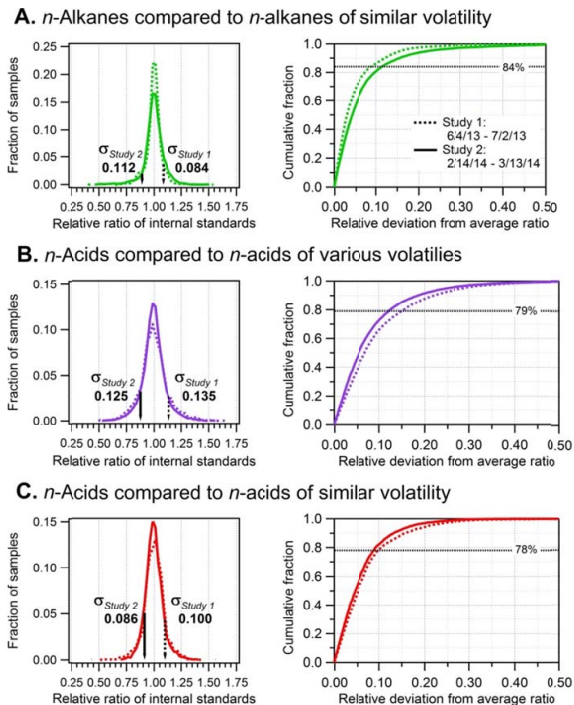 A. n-Alkanes compared to n-alkanes of similar volatility
Fraction of samples
0.25
0.20
0.15
0.10
0.05
0.00
σStudy 2
0.112
σStudy 1
0.084
0.25 0.50 0.75 1.00 1.25 1.50 1.75
Relative ratio of internal standards
Cumulative fraction
1.0
0.8
0.6
0.4
0.2
0.0
84%
Study 1:
6/4/13 - 7/2/13
Study 2:
2/14/14 - 3/13/14
0.00 0.10 0.20 0.30 0.40 0.50
Relative deviation from average ratio
B. n-Acids compared to n-acids of various volatilies
Fraction of samples
0.15
0.10
0.05
0.00
σStudy 2
0.125
σStudy 1
0.135
0.25 0.50 0.75 1.00 1.25 1.50 1.75
Relative ratio of internal standards
Cumulative fraction
1.0
0.8
0.6
0.4
0.2
0.0
79%
0.00 0.10 0.20 0.30 0.40 0.50
Relative deviation from average ratio
C. n-Acids compared to n-acids of similar volatility
Fraction of samples
0.15
0.10
0.05
0.00
σStudy 2
0.086
σStudy 1
0.100
0.25 0.50 0.75 1.00 1.25 1.50 1.75
Relative ratio of internal standards
Cumulative fraction
1.0
0.8
0.6
0.4
0.2
0.0
78%
0.00 0.10 0.20 0.30 0.40 0.50
Relative deviation from average ratio